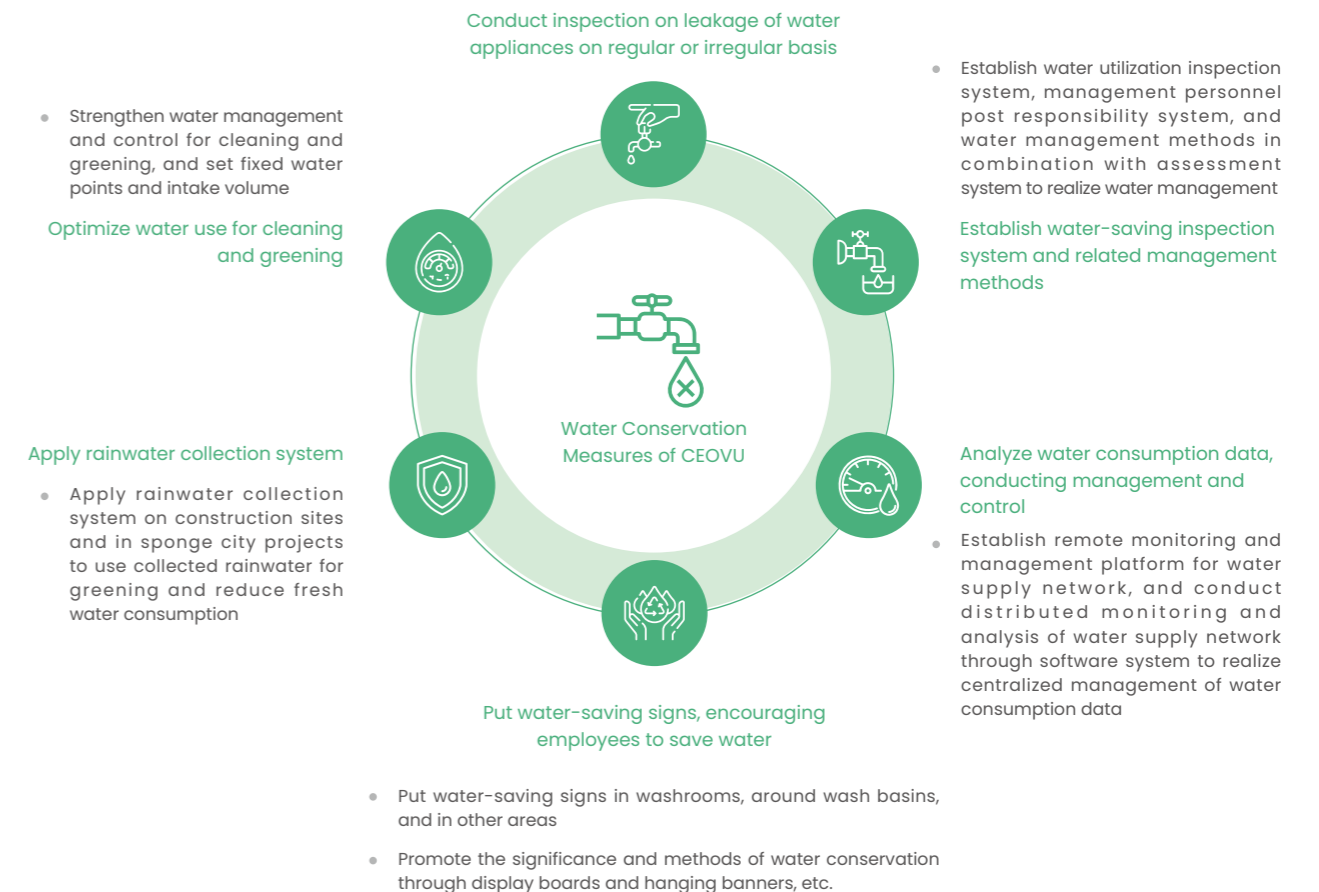 Conduct inspection on leakage of water
appliances on regular or irregular basis
Establish water utilization inspection
system, management personnel
post responsibility system, and
water management methods in
combination with assessment
system to realize water management
Establish water-saving inspection
system and related management
methods
Analyze water consumption data,
conducting management and
control
Establish remote monitoring and
management platform for water
supply network, and conduct
distributed monitoring and
analysis of water supply network
through software system to realize
centralized management of water
consumption data
Put water-saving signs, encouraging
employees to save water
Put water-saving signs in washrooms, around wash basins,
and in other areas
Promote the significance and methods of water conservation
through display boards and hanging banners, etc.
Apply rainwater collection system
Apply rainwater collection
system on construction sites
and in sponge city projects
to use collected rainwater for
greening and reduce fresh
water consumption
Strengthen water management
and control for cleaning and
greening, and set fixed water
points and intake volume
Optimize water use for cleaning
and greening
Water Conservation
Measures of CEOVU